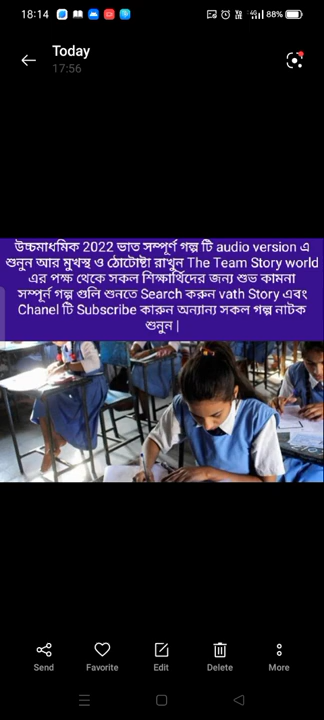 18:14
88%
Today
17:56
উচ্চমাধমিক 2022 ভাত সম্পূর্ণ গল্প টি audio version এ
শুনুন আর মুখস্থ ও ঠোটোষ্টা রাখুন The Team Story world
এর পক্ষ থেকে সকল শিক্ষার্থিদের জন্য শুভ কামনা
সম্পূর্ন গল্প গুলি শুনতে Search করুন vath Story এবং
Chanel টি Subscribe কারুন অন্যান্য সকল গল্প নাটক
শুনুন |
Send
Favorite
Edit
Delete
More